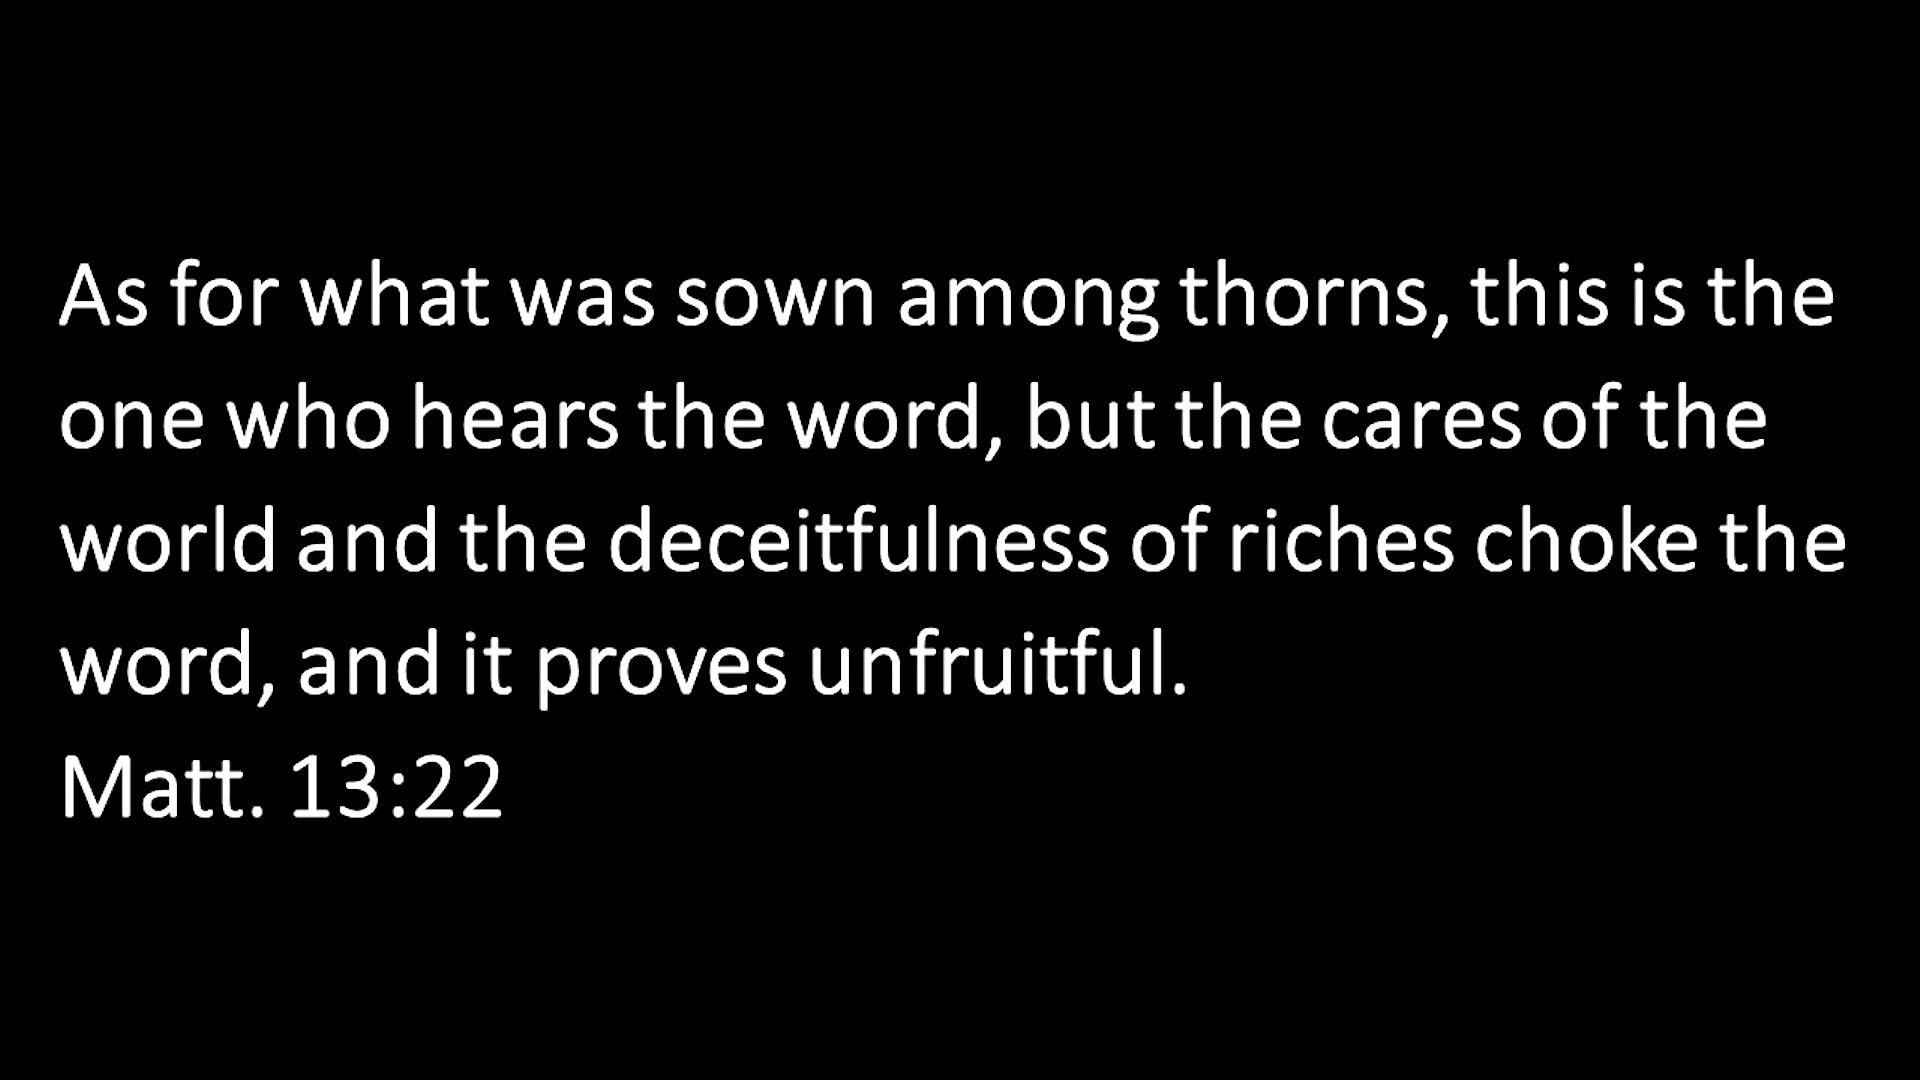 As for what was sown among thorns, this is the
one who hears the word, but the cares of the
world and the deceitfulness of riches choke the
word, and it proves unfruitful.
Matt. 13:22